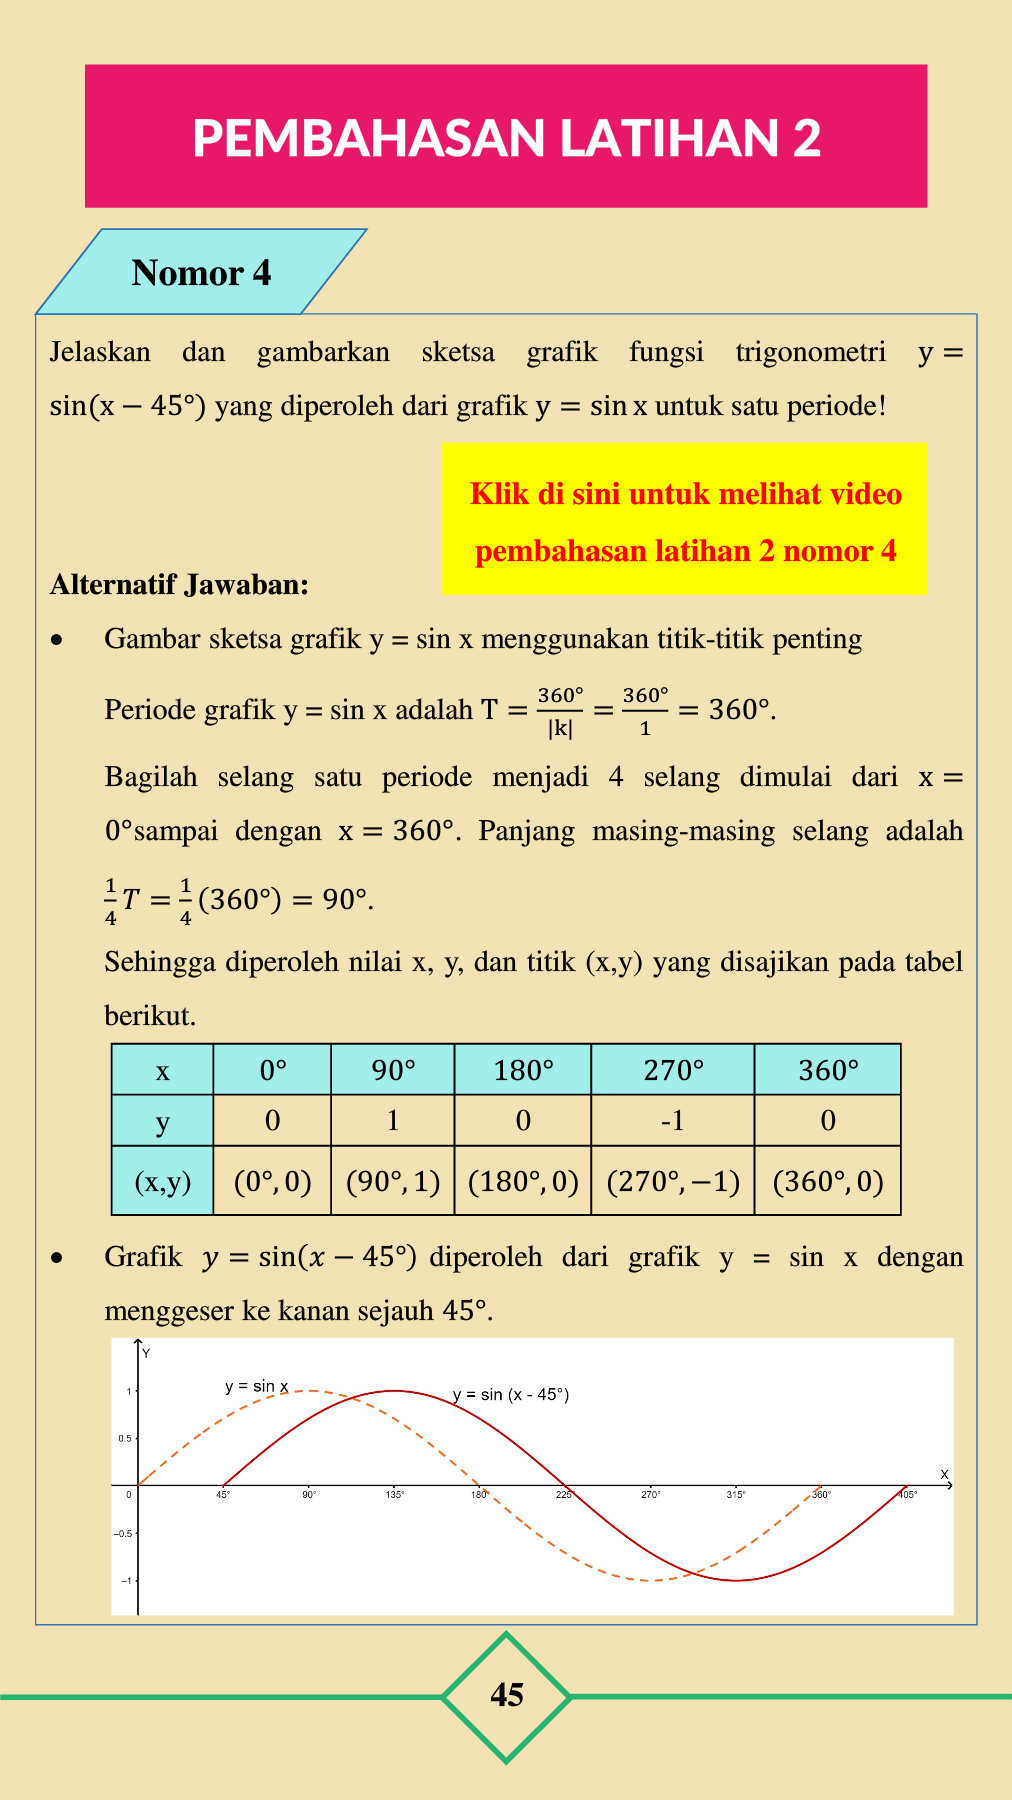 PEMBAHASAN LATIHAN 2
Nomor 4
Jelaskan dan gambarkan sketsa grafik fungsi trigonometri y =
sin(x − 45°) yang diperoleh dari grafik y = sin x untuk satu periode!
Klik di sini untuk melihat video
pembahasan latihan 2 nomor 4
Alternatif Jawaban:
• Gambar sketsa grafik y = sin x menggunakan titik-titik penting
Periode grafik y = sin x adalah T = 360°/|k| = 360°/1 = 360°.
Bagilah selang satu periode menjadi 4 selang dimulai dari x =
0°sampai dengan x = 360°. Panjang masing-masing selang adalah
1/4 T = 1/4 (360°) = 90°.
Sehingga diperoleh nilai x, y, dan titik (x,y) yang disajikan pada tabel
berikut.
x 0° 90° 180° 270° 360°
y 0 1 0 -1 0
(x,y) (0°, 0) (90°, 1) (180°, 0) (270°, −1) (360°, 0)
• Grafik y = sin(x − 45°) diperoleh dari grafik y = sin x dengan
menggeser ke kanan sejauh 45°.
Y
y = sin x
y = sin (x - 45°)
1
0.5
X
0 45° 90° 135° 180° 225° 270° 315° 360° 405°
−0.5
−1
45